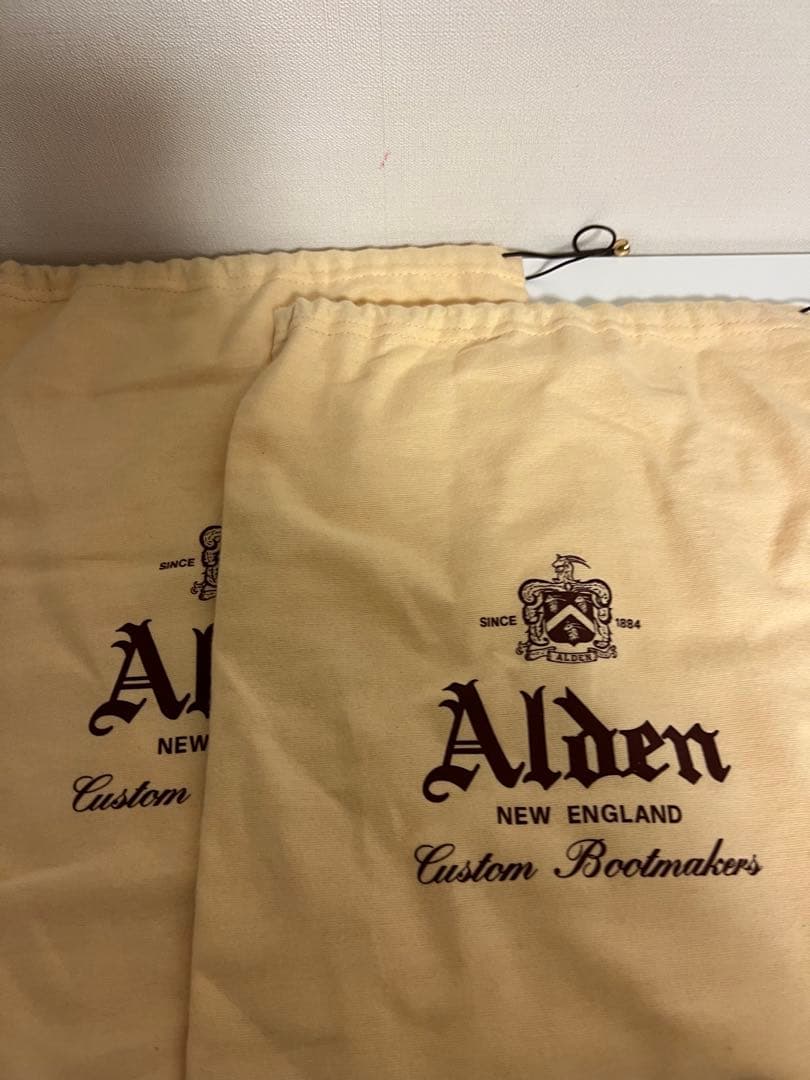 SINCE
Al
NEW
Custom
SINCE 1884
ALDEN
Alden
NEW ENGLAND
Custom Bootmakers